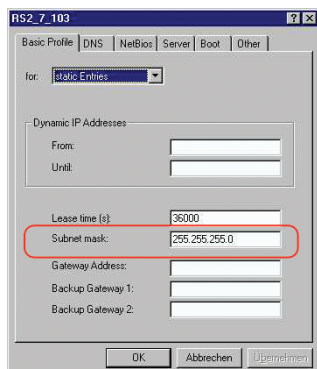 RS2_7_103
Basic Profile DNS NetBios Server Boot Other
for: static Entries
Dynamic IP Addresses
From:
Until:
Lease time (s): 36000
Subnet mask: 255.255.255.0
Gateway Address:
Backup Gateway 1:
Backup Gateway 2:
OK Abbrechen Übernehmen